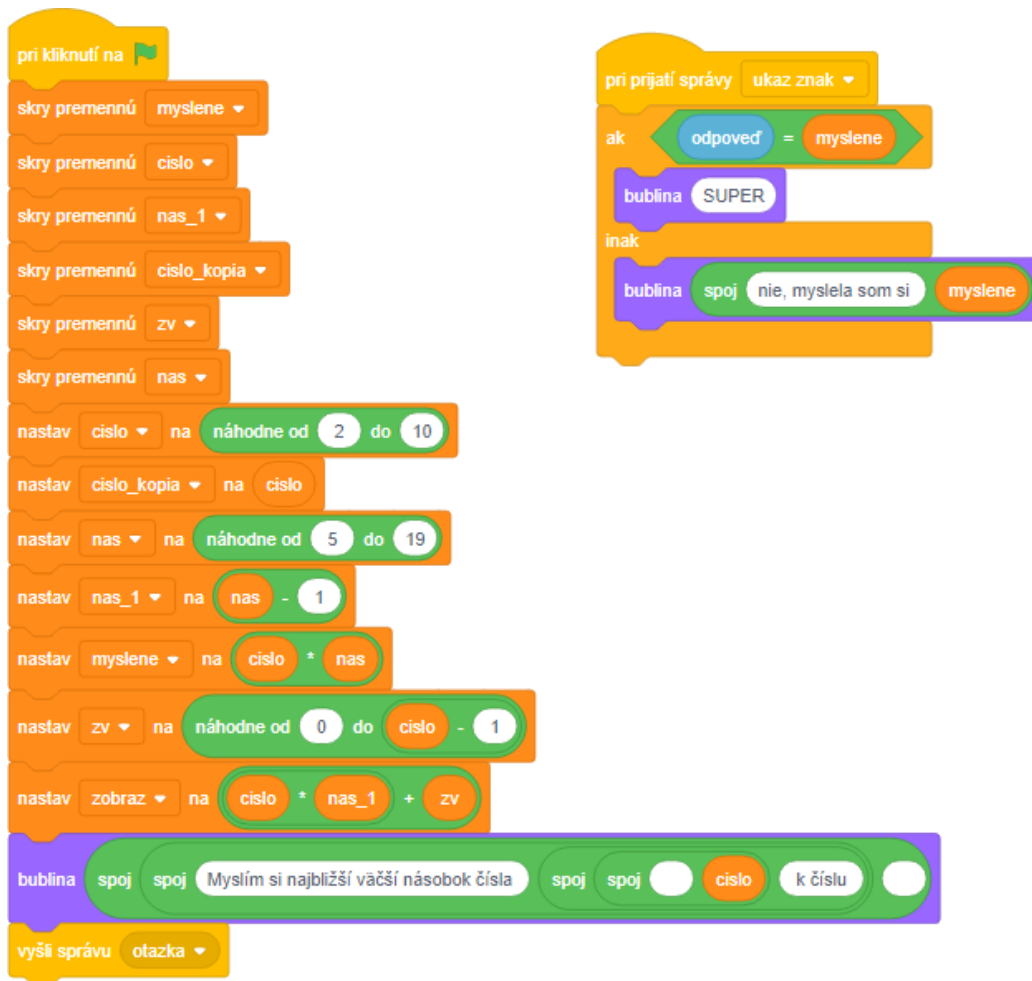 pri kliknutí na
skry premennú myslene
skry premennú cislo
skry premennú nas_1
skry premennú cislo_kopia
skry premennú zv
skry premennú nas
nastav cislo na náhodne od 2 do 10
nastav cislo_kopia na cislo
nastav nas na náhodne od 5 do 19
nastav nas_1 na nas - 1
nastav myslene na cislo * nas
nastav zv na náhodne od 0 do cislo - 1
nastav zobraz na cislo * nas_1 + zv
bublina spoj spoj Myslím si najbližší väčší násobok čísla spoj spoj cislo k číslu
vyšli správu otazka
pri prijatí správy ukaz znak
ak odpoveď = myslene
bublina SUPER
inak
bublina spoj nie, myslela som si myslene